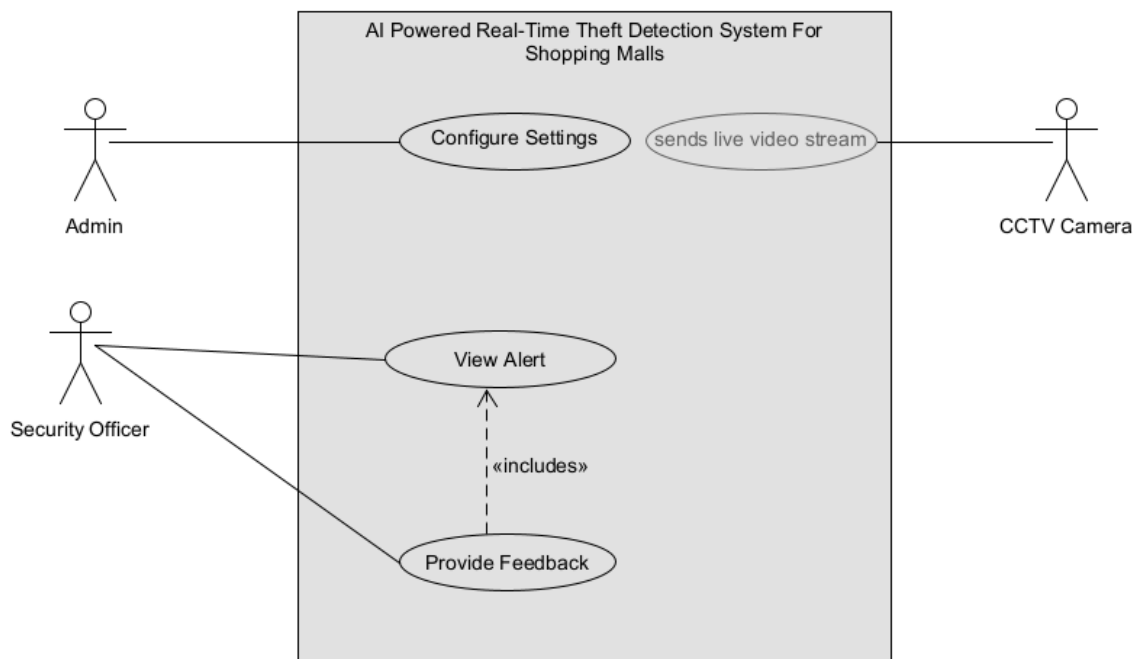 AI Powered Real-Time Theft Detection System For
Shopping Malls
Configure Settings
sends live video stream
Admin
CCTV Camera
View Alert
Security Officer
«includes»
Provide Feedback